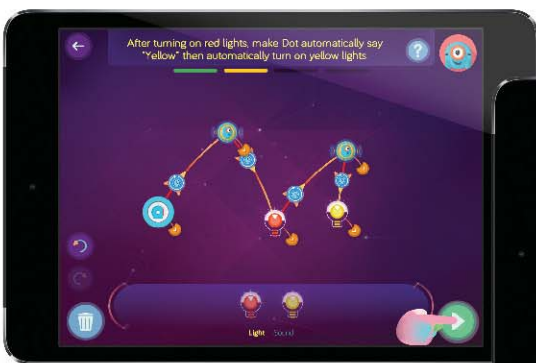 After turning on red lights, make Dot automatically say
"Yellow" then automatically turn on yellow lights
?
Light Sound